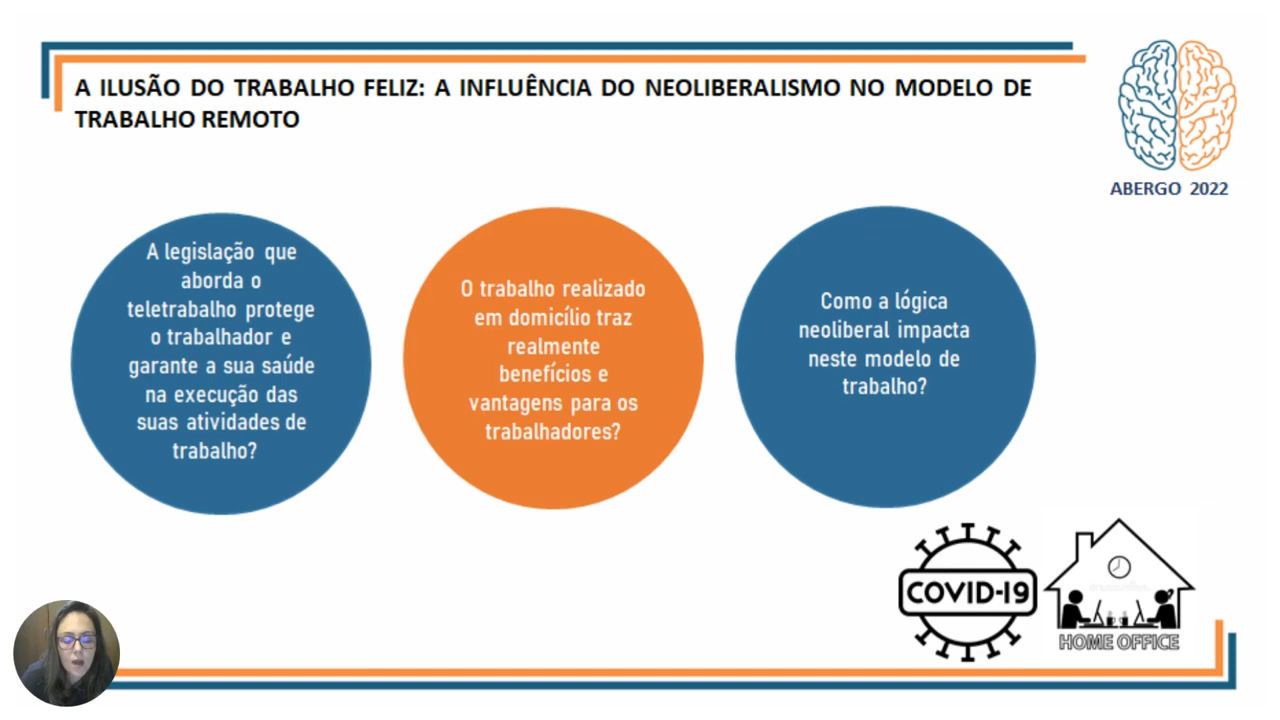 A ILUSÃO DO TRABALHO FELIZ: A INFLUÊNCIA DO NEOLIBERALISMO NO MODELO DE
TRABALHO REMOTO
ABERGO 2022
A legislação que
aborda o
teletrabalho protege
o trabalhador e
garante a sua saúde
na execução das
suas atividades de
trabalho?
O trabalho realizado
em domicílio traz
realmente
benefícios e
vantagens para os
trabalhadores?
Como a lógica
neoliberal impacta
neste modelo de
trabalho?
COVID-19
HOME OFFICE